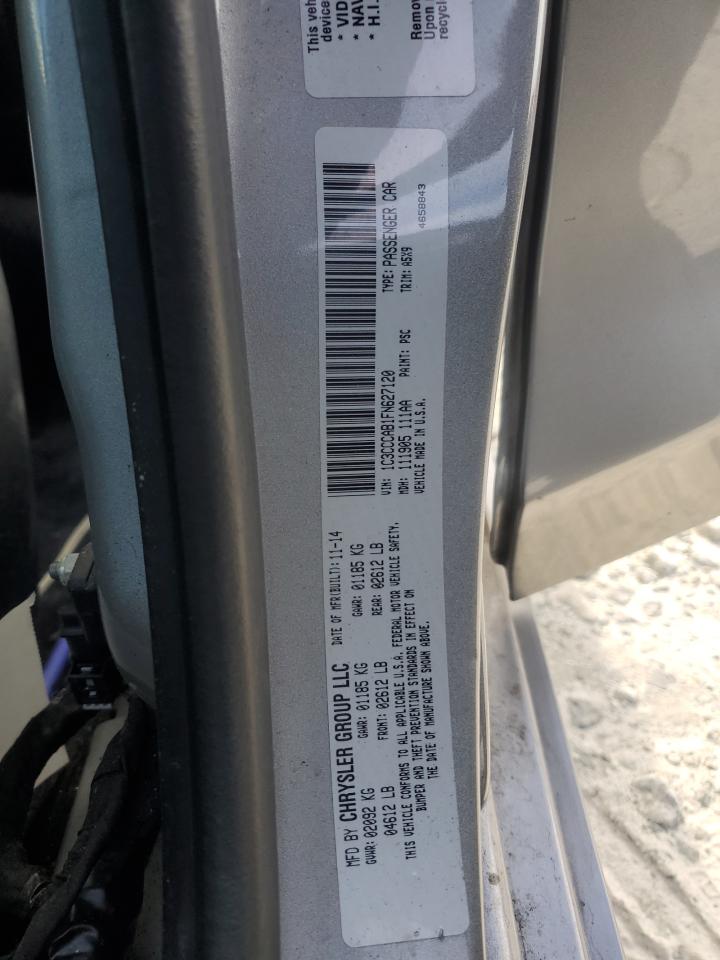 This veh
device
* VID
* NAV
* H.I.
Remov
Upon
recycl
MFD BY CHRYSLER GROUP LLC
DATE OF MFR(BUILT): 11-14
GVWR: 02092 KG
GAWR: 01185 KG
GAWR: 01185 KG
04612 LB
FRONT: 02612 LB
REAR: 02612 LB
THIS VEHICLE CONFORMS TO ALL APPLICABLE U.S.A. FEDERAL MOTOR VEHICLE SAFETY,
BUMPER AND THEFT PREVENTION STANDARDS IN EFFECT ON
THE DATE OF MANUFACTURE SHOWN ABOVE.
VIN: 1C3CCCAB1FN627120
TYPE: PASSENGER CAR
MDH: 111905 111AA
PAINT: PSC
TRIM: A5X9
VEHICLE MADE IN U.S.A.
4658843